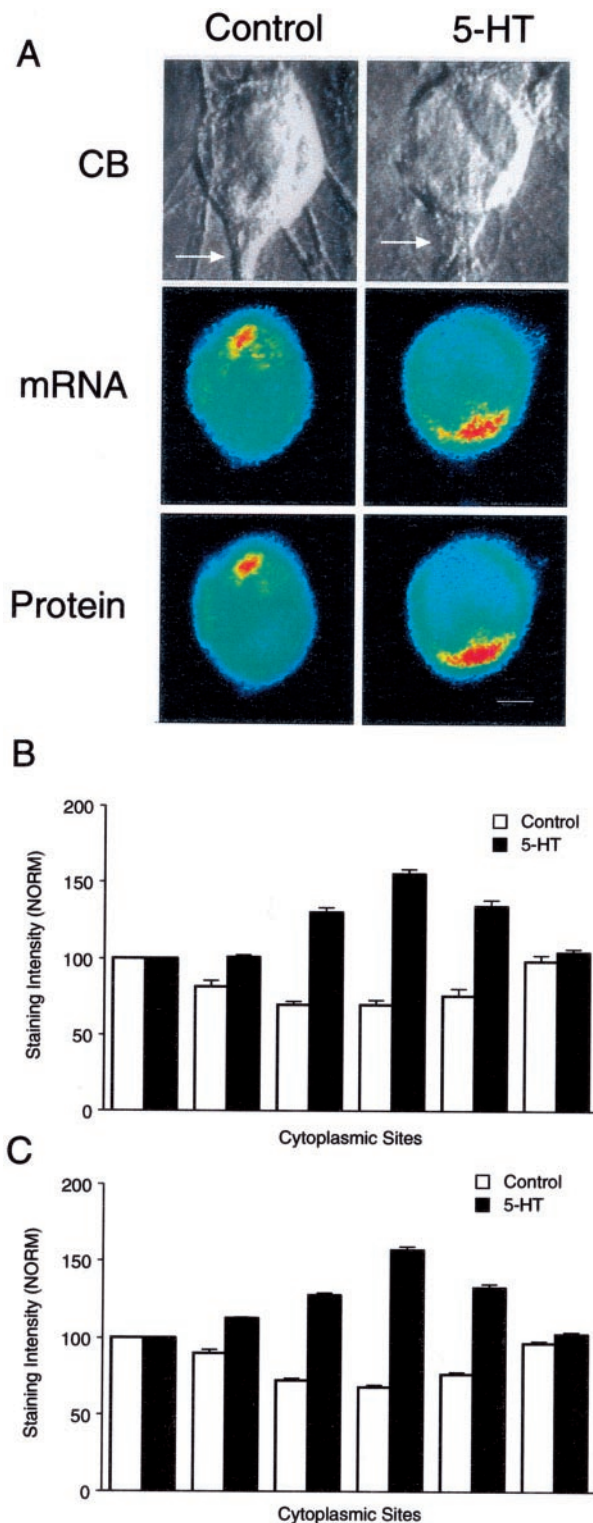 Control
5-HT
A
CB
mRNA
Protein
B
200
150
100
50
0
Staining Intensity (NORM)
Control
5-HT
Cytoplasmic Sites
C
200
150
100
50
0
Staining Intensity (NORM)
Control
5-HT
Cytoplasmic Sites